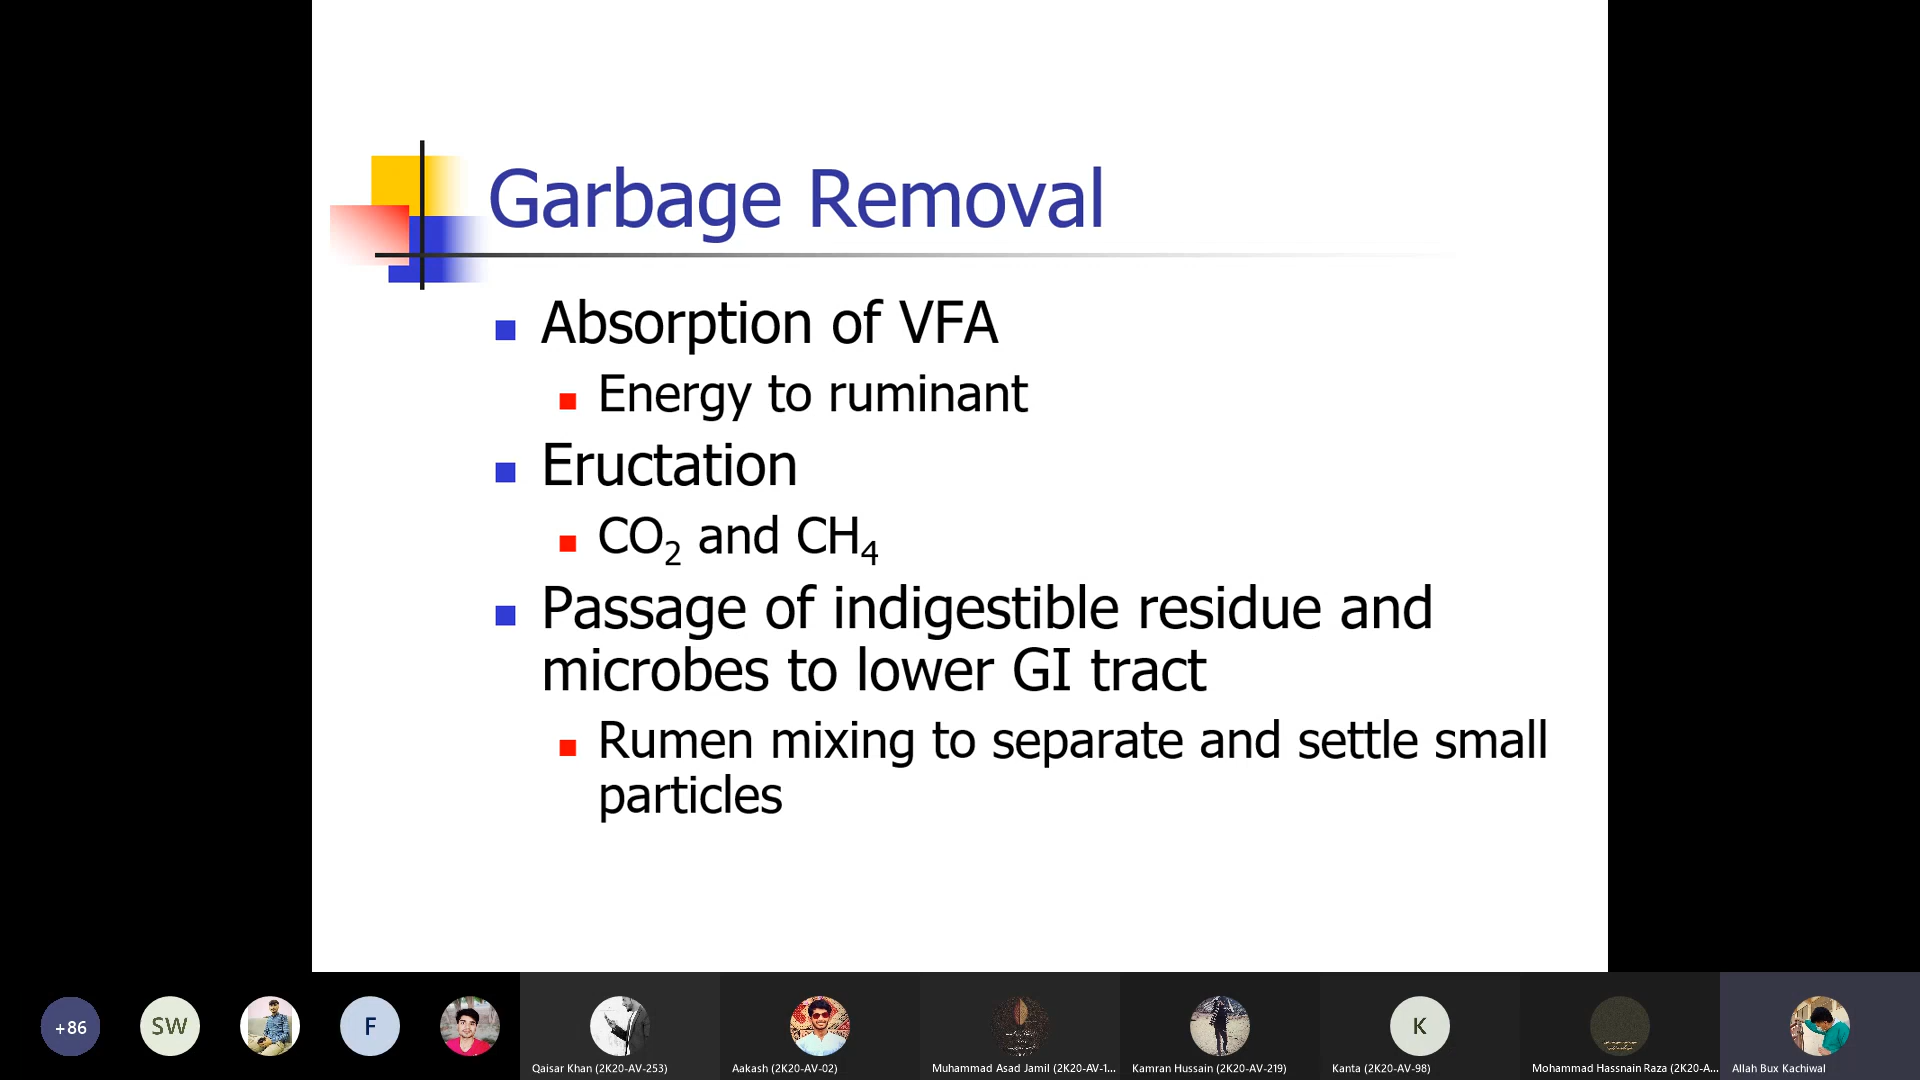 Garbage Removal
Absorption of VFA
Energy to ruminant
Eructation
CO₂ and CH₄
Passage of indigestible residue and
microbes to lower GI tract
Rumen mixing to separate and settle small
particles
+86
SW
F
K
Qaisar Khan (2K20-AV-253)
Aakash (2K20-AV-02)
Muhammad Asad Jamil (2K20-AV-1...
Kamran Hussain (2K20-AV-219)
Kanta (2K20-AV-98)
Mohammad Hassnain Raza (2K20-A...
Allah Bux Kachiwal